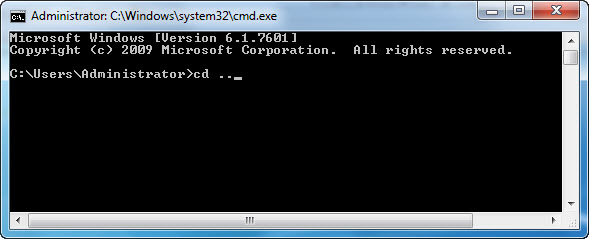 Administrator: C:\Windows\system32\cmd.exe
Microsoft Windows [Version 6.1.7601]
Copyright (c) 2009 Microsoft Corporation.  All rights reserved.
C:\Users\Administrator>cd .._